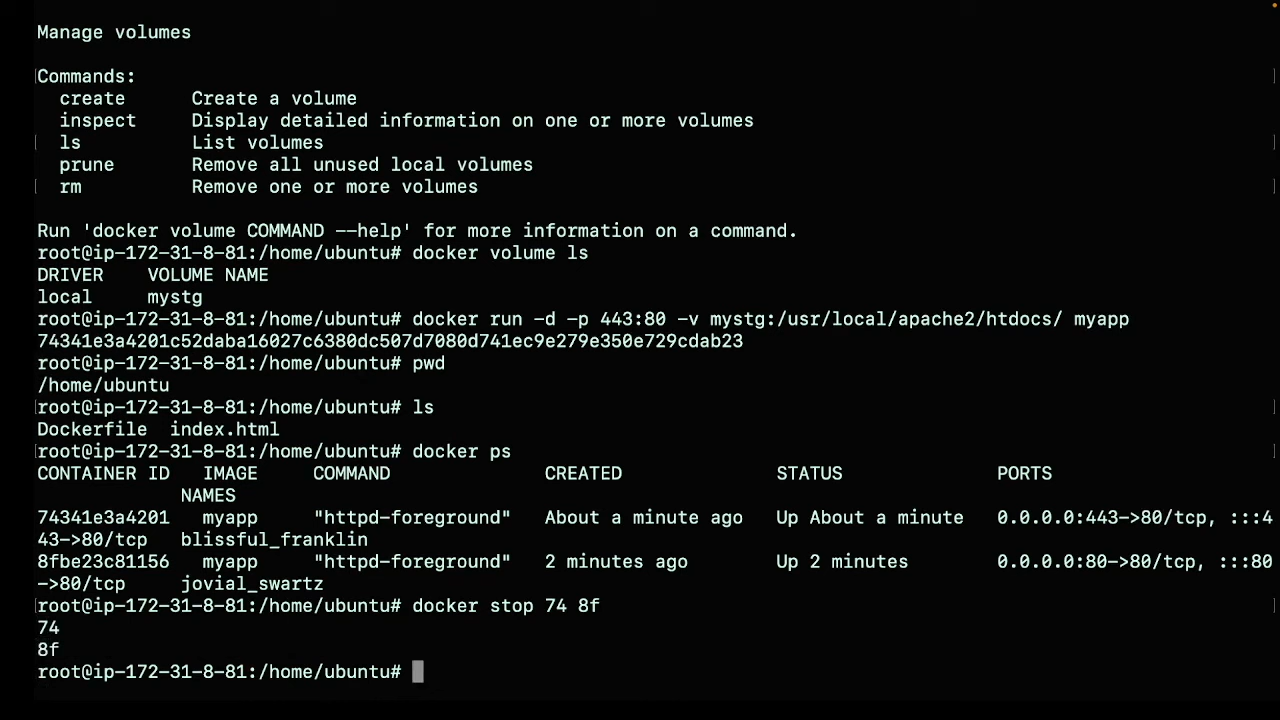 Manage volumes
Commands:
  create      Create a volume
  inspect     Display detailed information on one or more volumes
  ls          List volumes
  prune       Remove all unused local volumes
  rm          Remove one or more volumes
Run 'docker volume COMMAND --help' for more information on a command.
root@ip-172-31-8-81:/home/ubuntu# docker volume ls
DRIVER    VOLUME NAME
local     mystg
root@ip-172-31-8-81:/home/ubuntu# docker run -d -p 443:80 -v mystg:/usr/local/apache2/htdocs/ myapp
74341e3a4201c52daba16027c6380dc507d7080d741ec9e279e350e729cdab23
root@ip-172-31-8-81:/home/ubuntu# pwd
/home/ubuntu
root@ip-172-31-8-81:/home/ubuntu# ls
Dockerfile  index.html
root@ip-172-31-8-81:/home/ubuntu# docker ps
CONTAINER ID   IMAGE     COMMAND              CREATED              STATUS              PORTS
             NAMES
74341e3a4201   myapp     "httpd-foreground"   About a minute ago   Up About a minute   0.0.0.0:443->80/tcp, :::4
43->80/tcp   blissful_franklin
8fbe23c81156   myapp     "httpd-foreground"   2 minutes ago        Up 2 minutes        0.0.0.0:80->80/tcp, :::80
->80/tcp     jovial_swartz
root@ip-172-31-8-81:/home/ubuntu# docker stop 74 8f
74
8f
root@ip-172-31-8-81:/home/ubuntu#